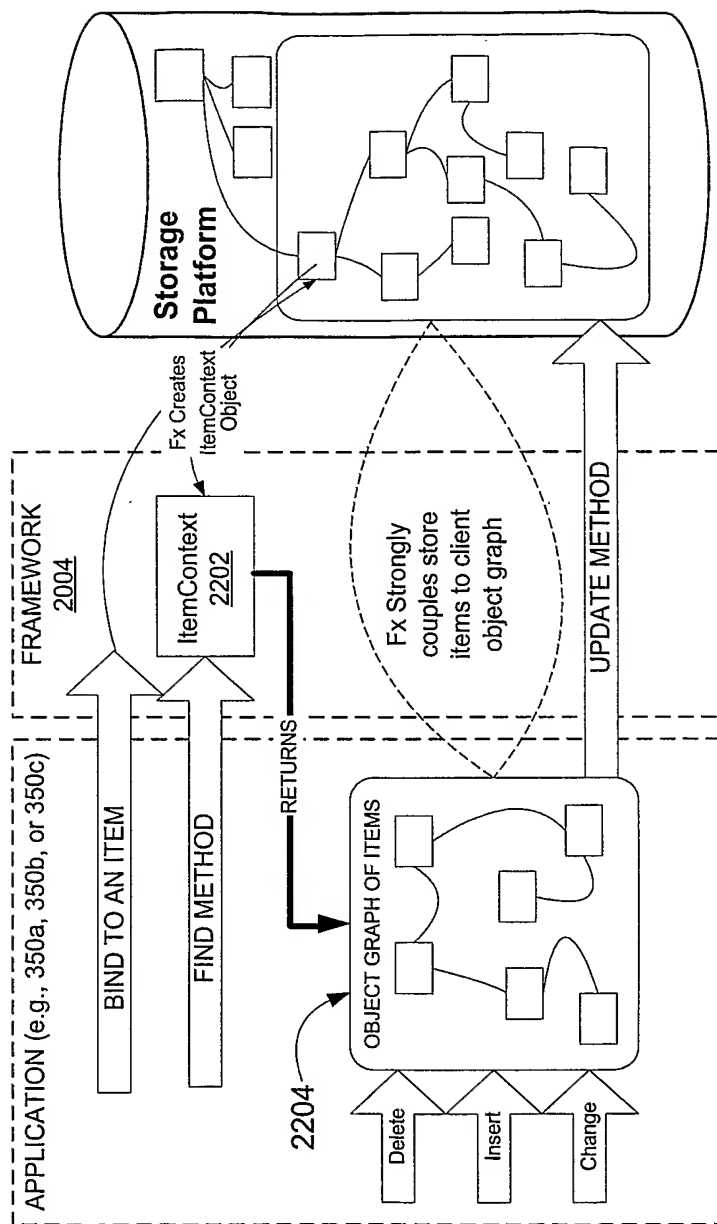 APPLICATION (e.g., 350a, 350b, or 350c)
BIND TO AN ITEM
FIND METHOD
RETURNS
2204
OBJECT GRAPH OF ITEMS
Delete
Insert
Change
FRAMEWORK
2004
ItemContext
2202
Fx Strongly
couples store
items to client
object graph
UPDATE METHOD
Fx Creates
ItemContext
Object
Storage
Platform